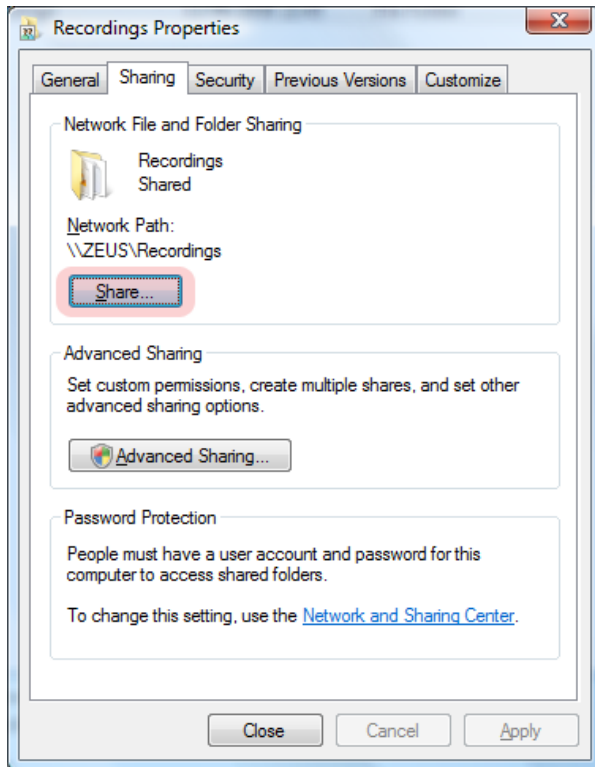 Recordings Properties
General Sharing Security Previous Versions Customize
Network File and Folder Sharing
Recordings
Shared
Network Path:
\\ZEUS\Recordings
Share...
Advanced Sharing
Set custom permissions, create multiple shares, and set other
advanced sharing options.
Advanced Sharing...
Password Protection
People must have a user account and password for this
computer to access shared folders.
To change this setting, use the Network and Sharing Center.
Close Cancel Apply